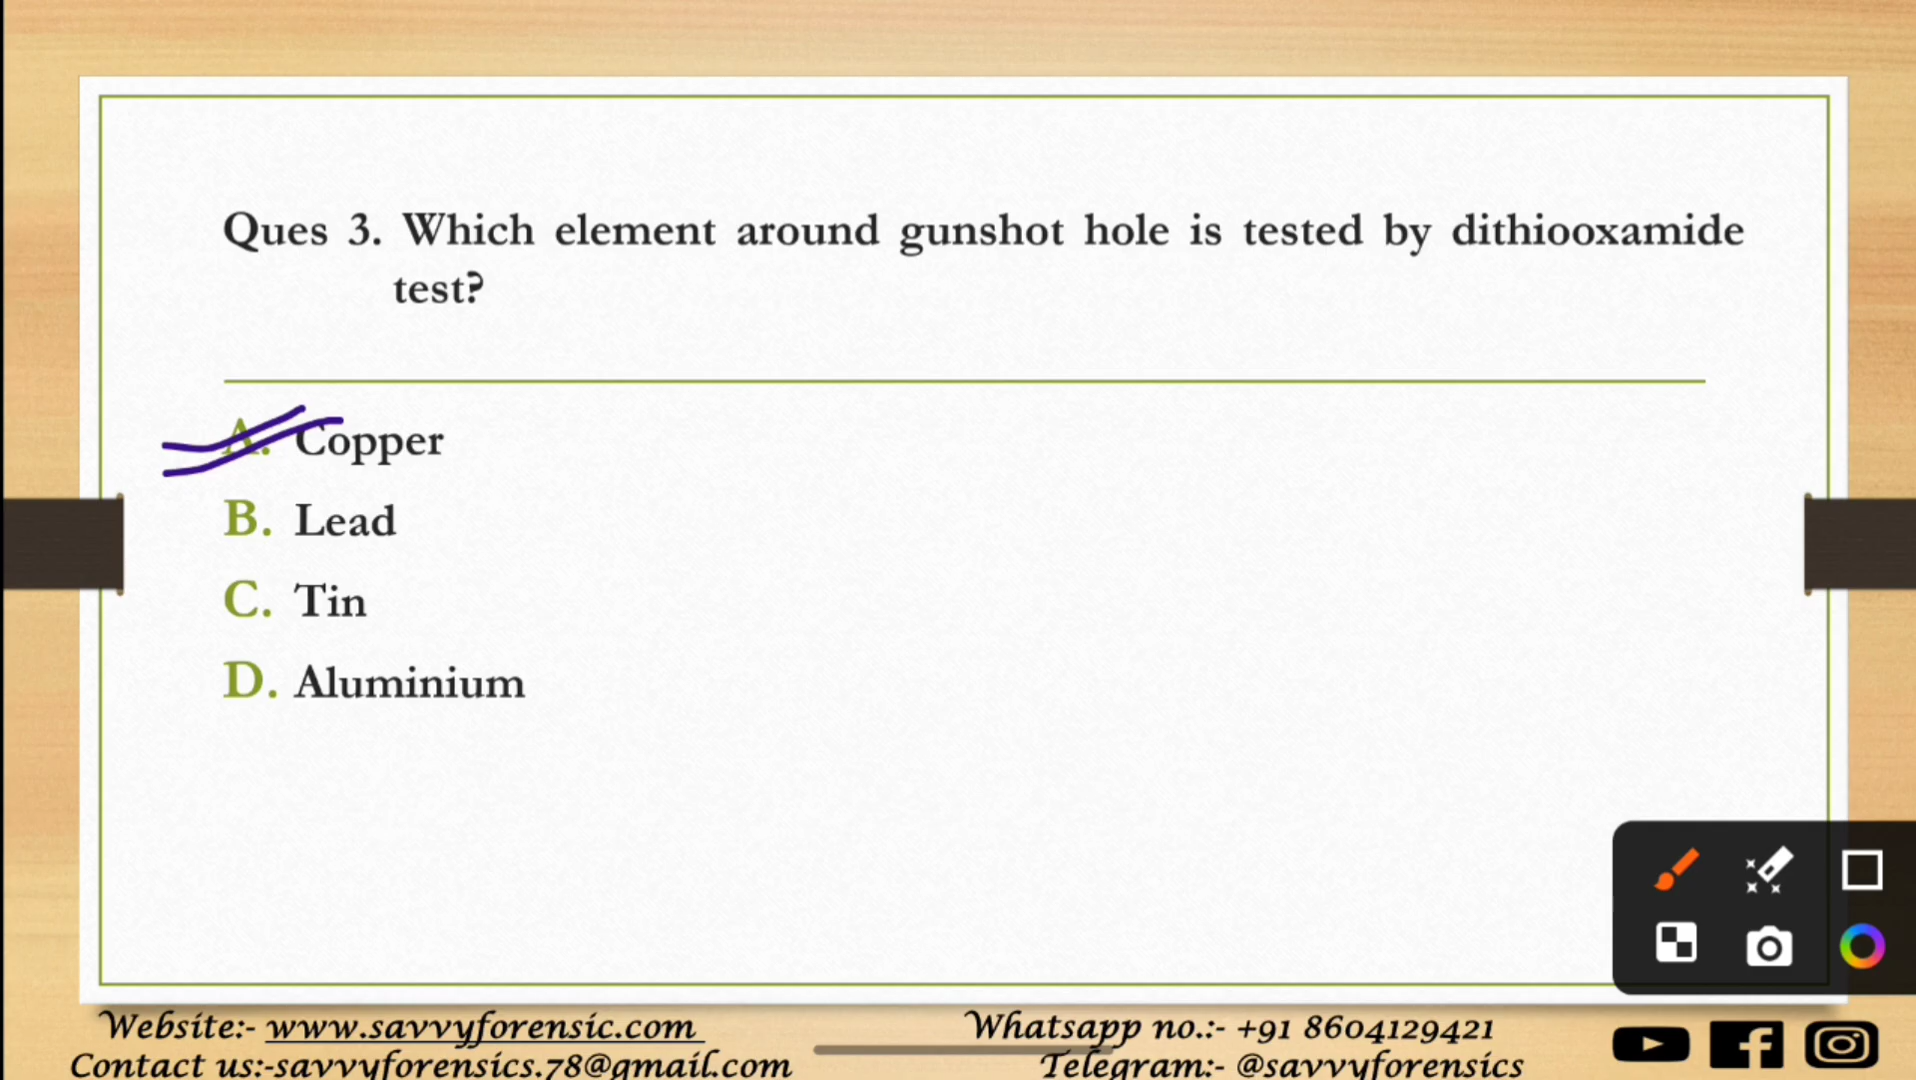 Ques 3. Which element around gunshot hole is tested by dithiooxamide
test?
A. Copper
B. Lead
C. Tin
D. Aluminium
Website:- www.savvyforensic.com
Whatsapp no.:- +91 8604129421
Contact us:-savvyforensics.78@gmail.com
Telegram:- @savvyforensics